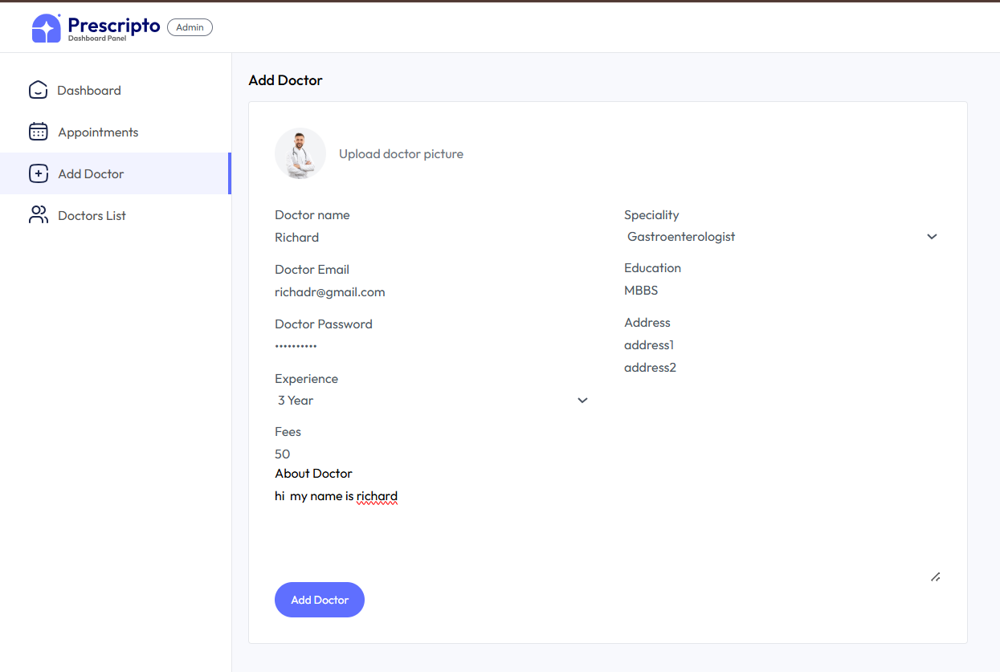 Prescripto
Dashboard Panel
Admin
Dashboard
Appointments
Add Doctor
Doctors List
Add Doctor
Upload doctor picture
Doctor name
Richard
Doctor Email
richadr@gmail.com
Doctor Password
••••••••••
Experience
3 Year
Fees
50
Speciality
Gastroenterologist
Education
MBBS
Address
address1
address2
About Doctor
hi  my name is richard
Add Doctor